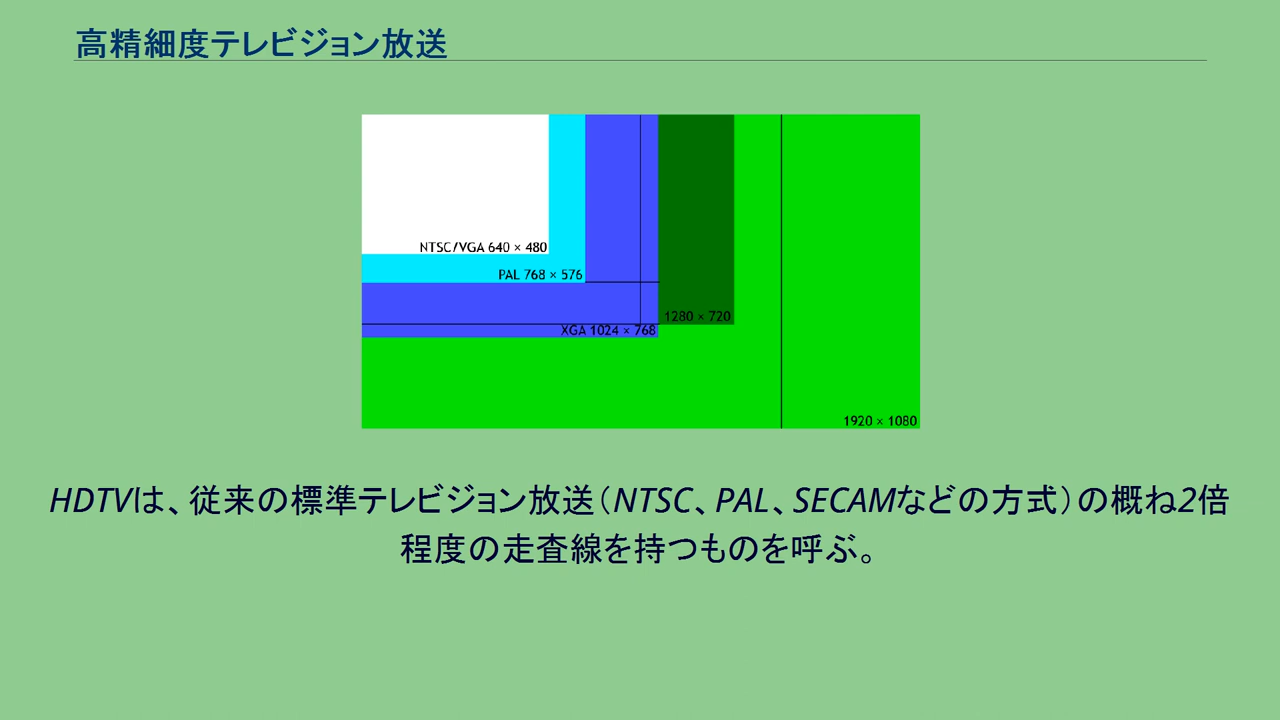 高精細度テレビジョン放送
NTSC/VGA 640 × 480
PAL 768 × 576
1280 × 720
XGA 1024 × 768
1920 × 1080
HDTVは、従来の標準テレビジョン放送（NTSC、PAL、SECAMなどの方式）の概ね2倍
程度の走査線を持つものを呼ぶ。